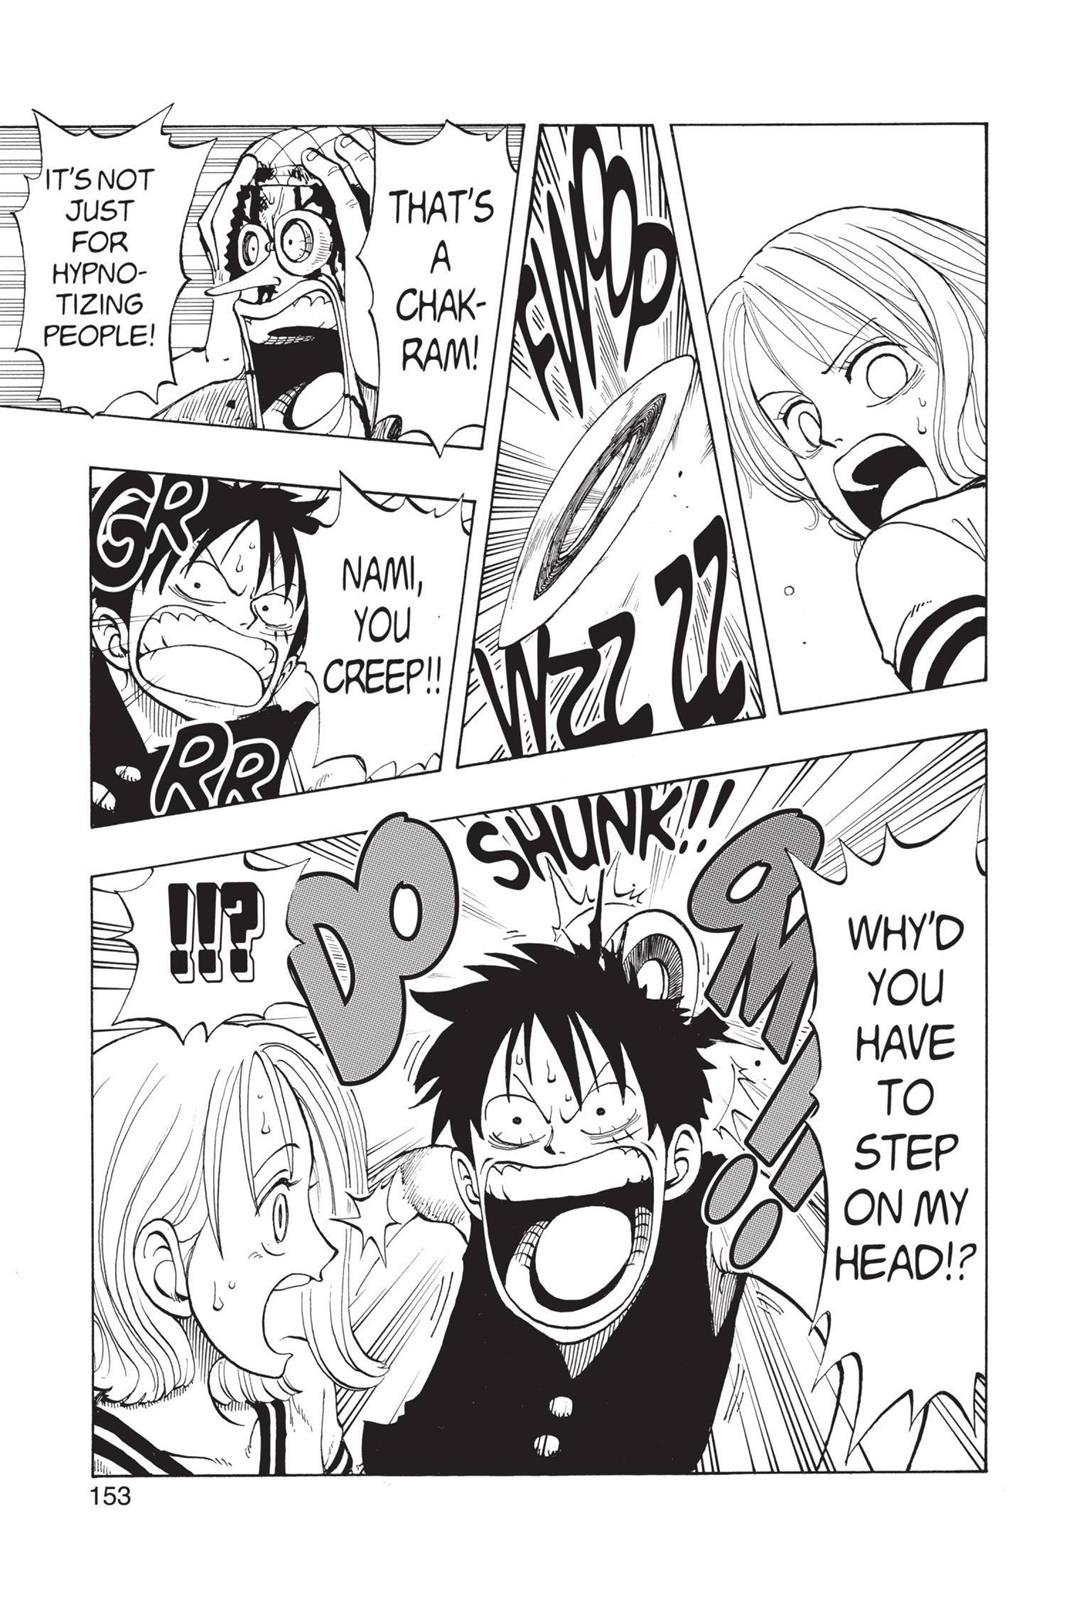 FWOOP
WZZZZ
THAT'S
A
CHAK-
RAM!
IT'S NOT
JUST
FOR
HYPNO-
TIZING
PEOPLE!
GR
RR
NAMI,
YOU
CREEP!!
SHUNK!!
WHY'D
YOU
HAVE
TO
STEP
ON MY
HEAD!?
DOOM!!
!!?
153